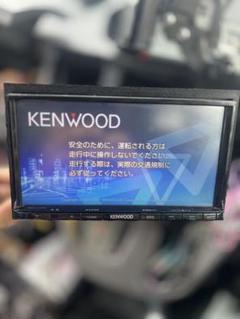 KENWOOD
安全のために、運転される方は
走行中に操作しないでください。
走行する際は、実際の交通規制に
必ず従ってください。
KENWOOD